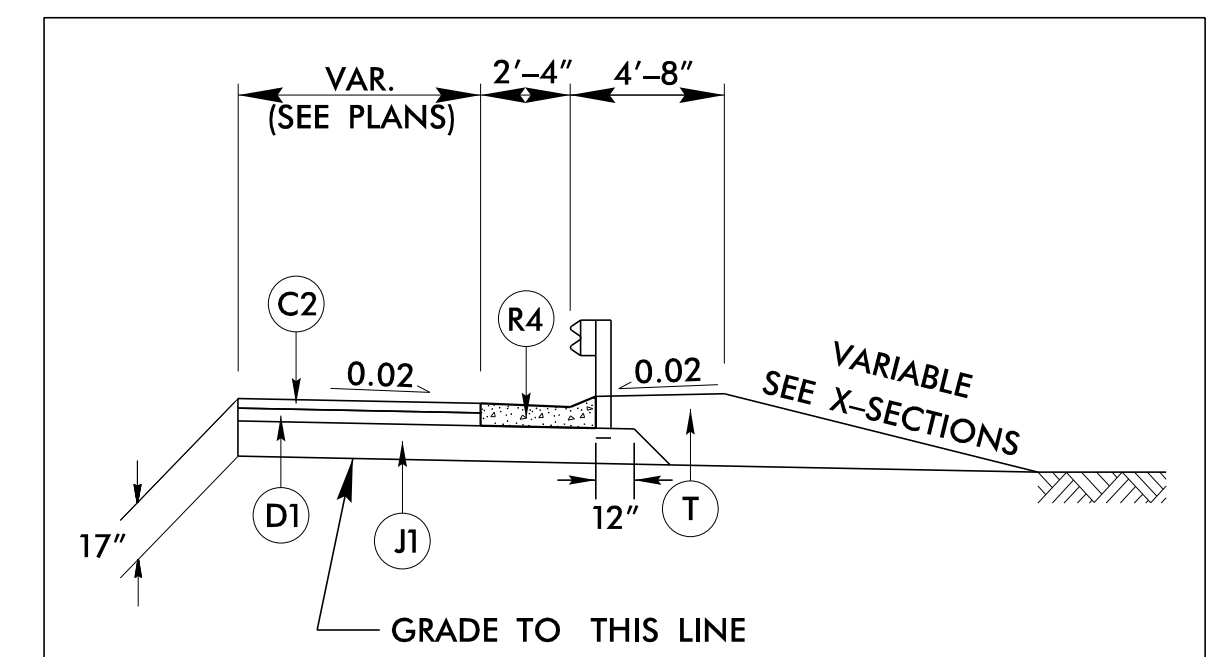 VAR.
(SEE PLANS)
2'–4"
4'–8"
C2
R4
0.02
0.02
VARIABLE
SEE X–SECTIONS
D1
J1
12"
T
17"
GRADE TO THIS LINE